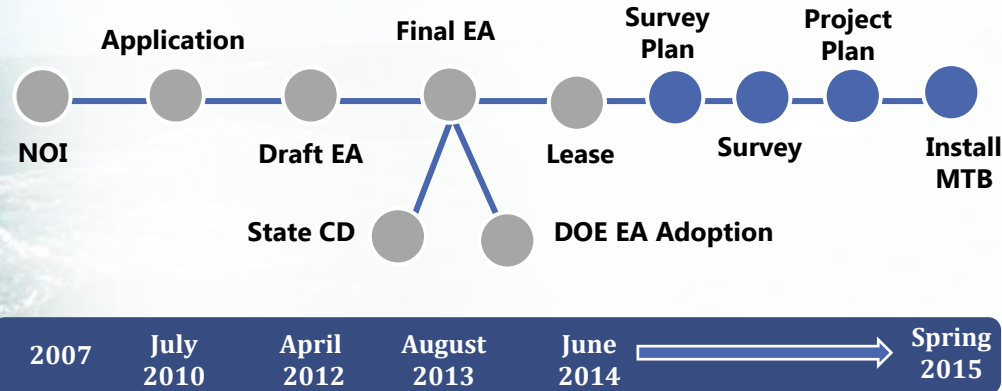 NOI
Application
Draft EA
Final EA
State CD
DOE EA Adoption
Lease
Survey
Plan
Survey
Project
Plan
Install
MTB
2007
July
2010
April
2012
August
2013
June
2014
Spring
2015